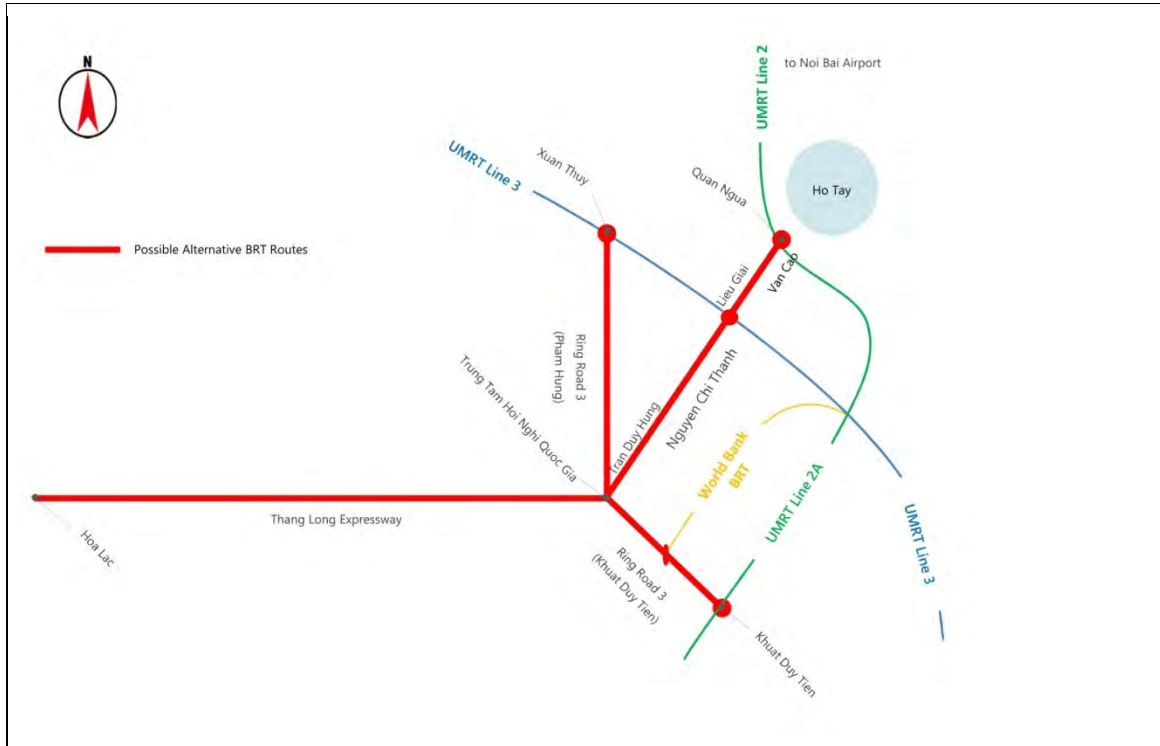 N
UMRT Line 2
to Noi Bai Airport
UMRT Line 3
Xuan Thuy
Quan Ngua
Ho Tay
Possible Alternative BRT Routes
Lieu Giai
Van Cao
Ring Road 3
(Pham Hung)
Trung Tam Hoi Nghi Quoc Gia
Tran Duy Hung
Nguyen Chi Thanh
World Bank
BRT
UMRT Line 2A
UMRT Line 3
Thang Long Expressway
Hoa Lac
Ring Road 3
(Khuat Duy Tien)
Khuat Duy Tien